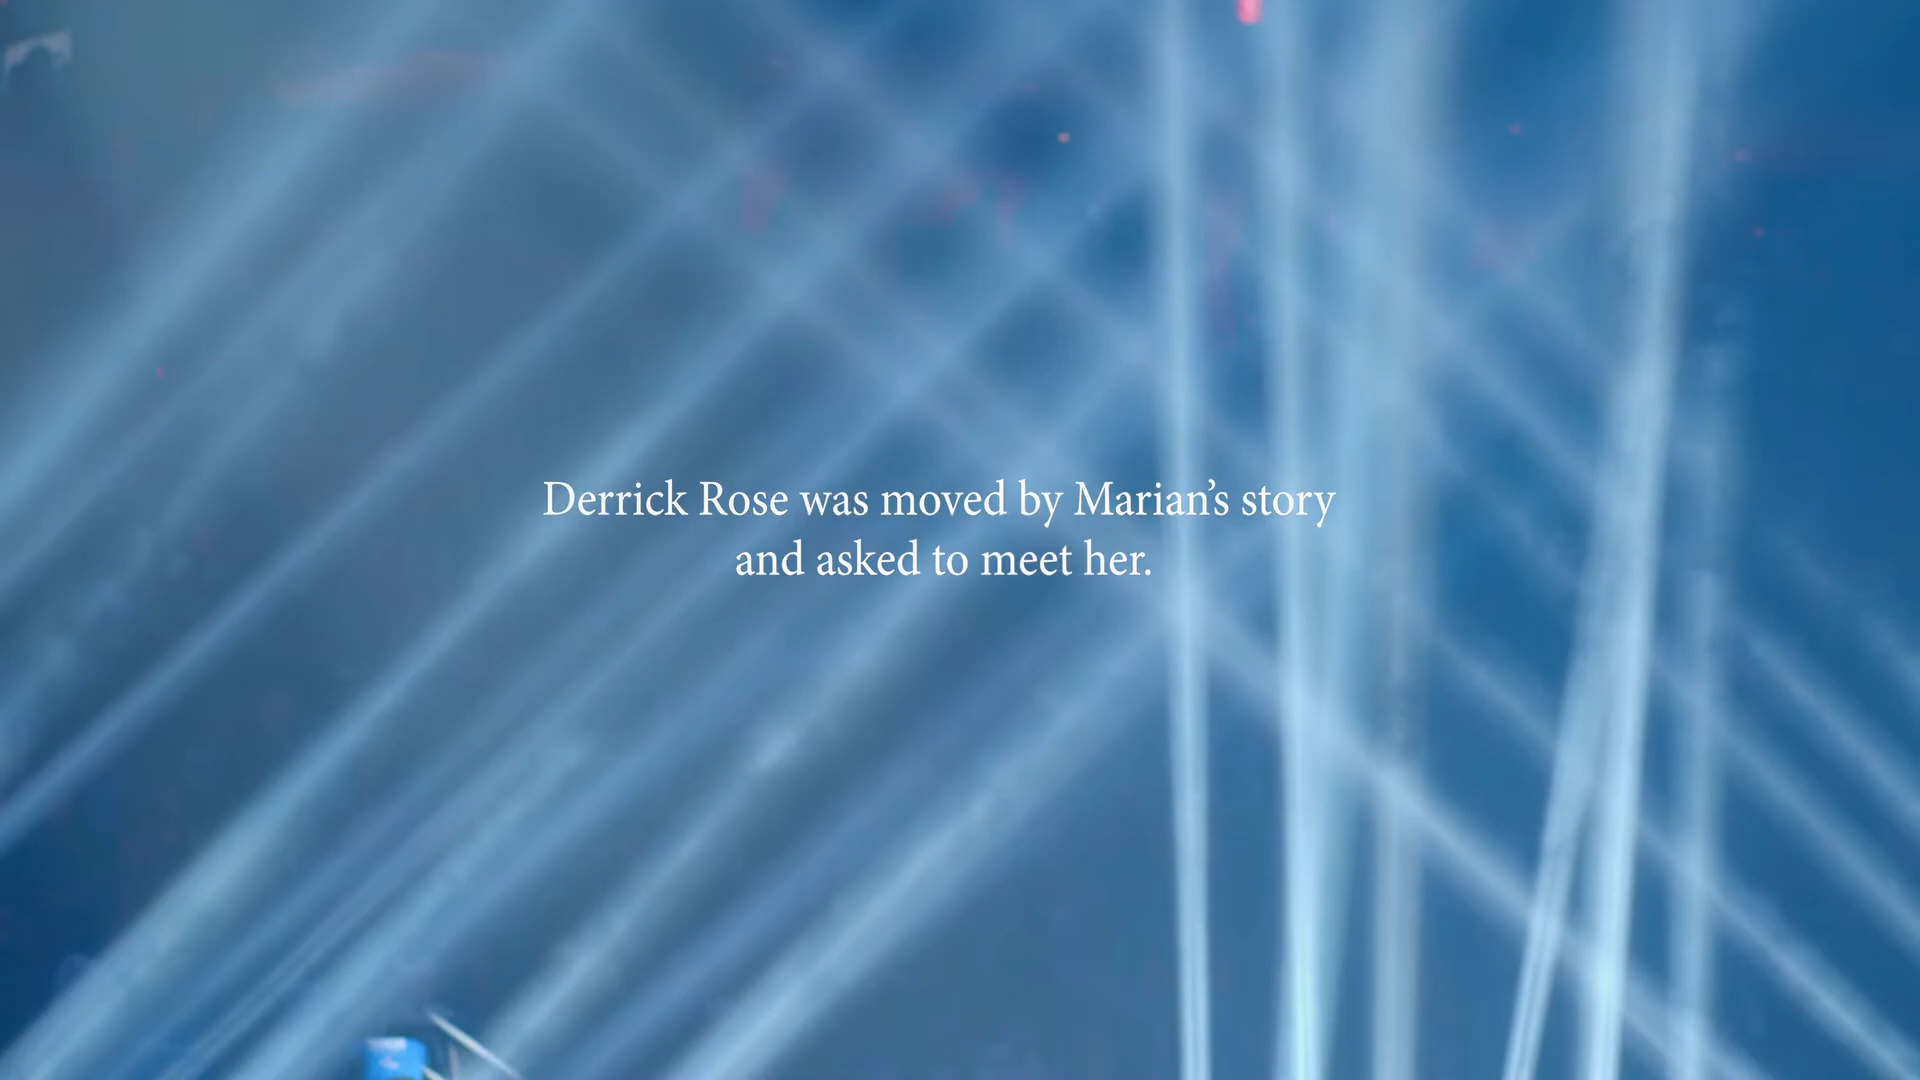 Derrick Rose was moved by Marian’s story
and asked to meet her.